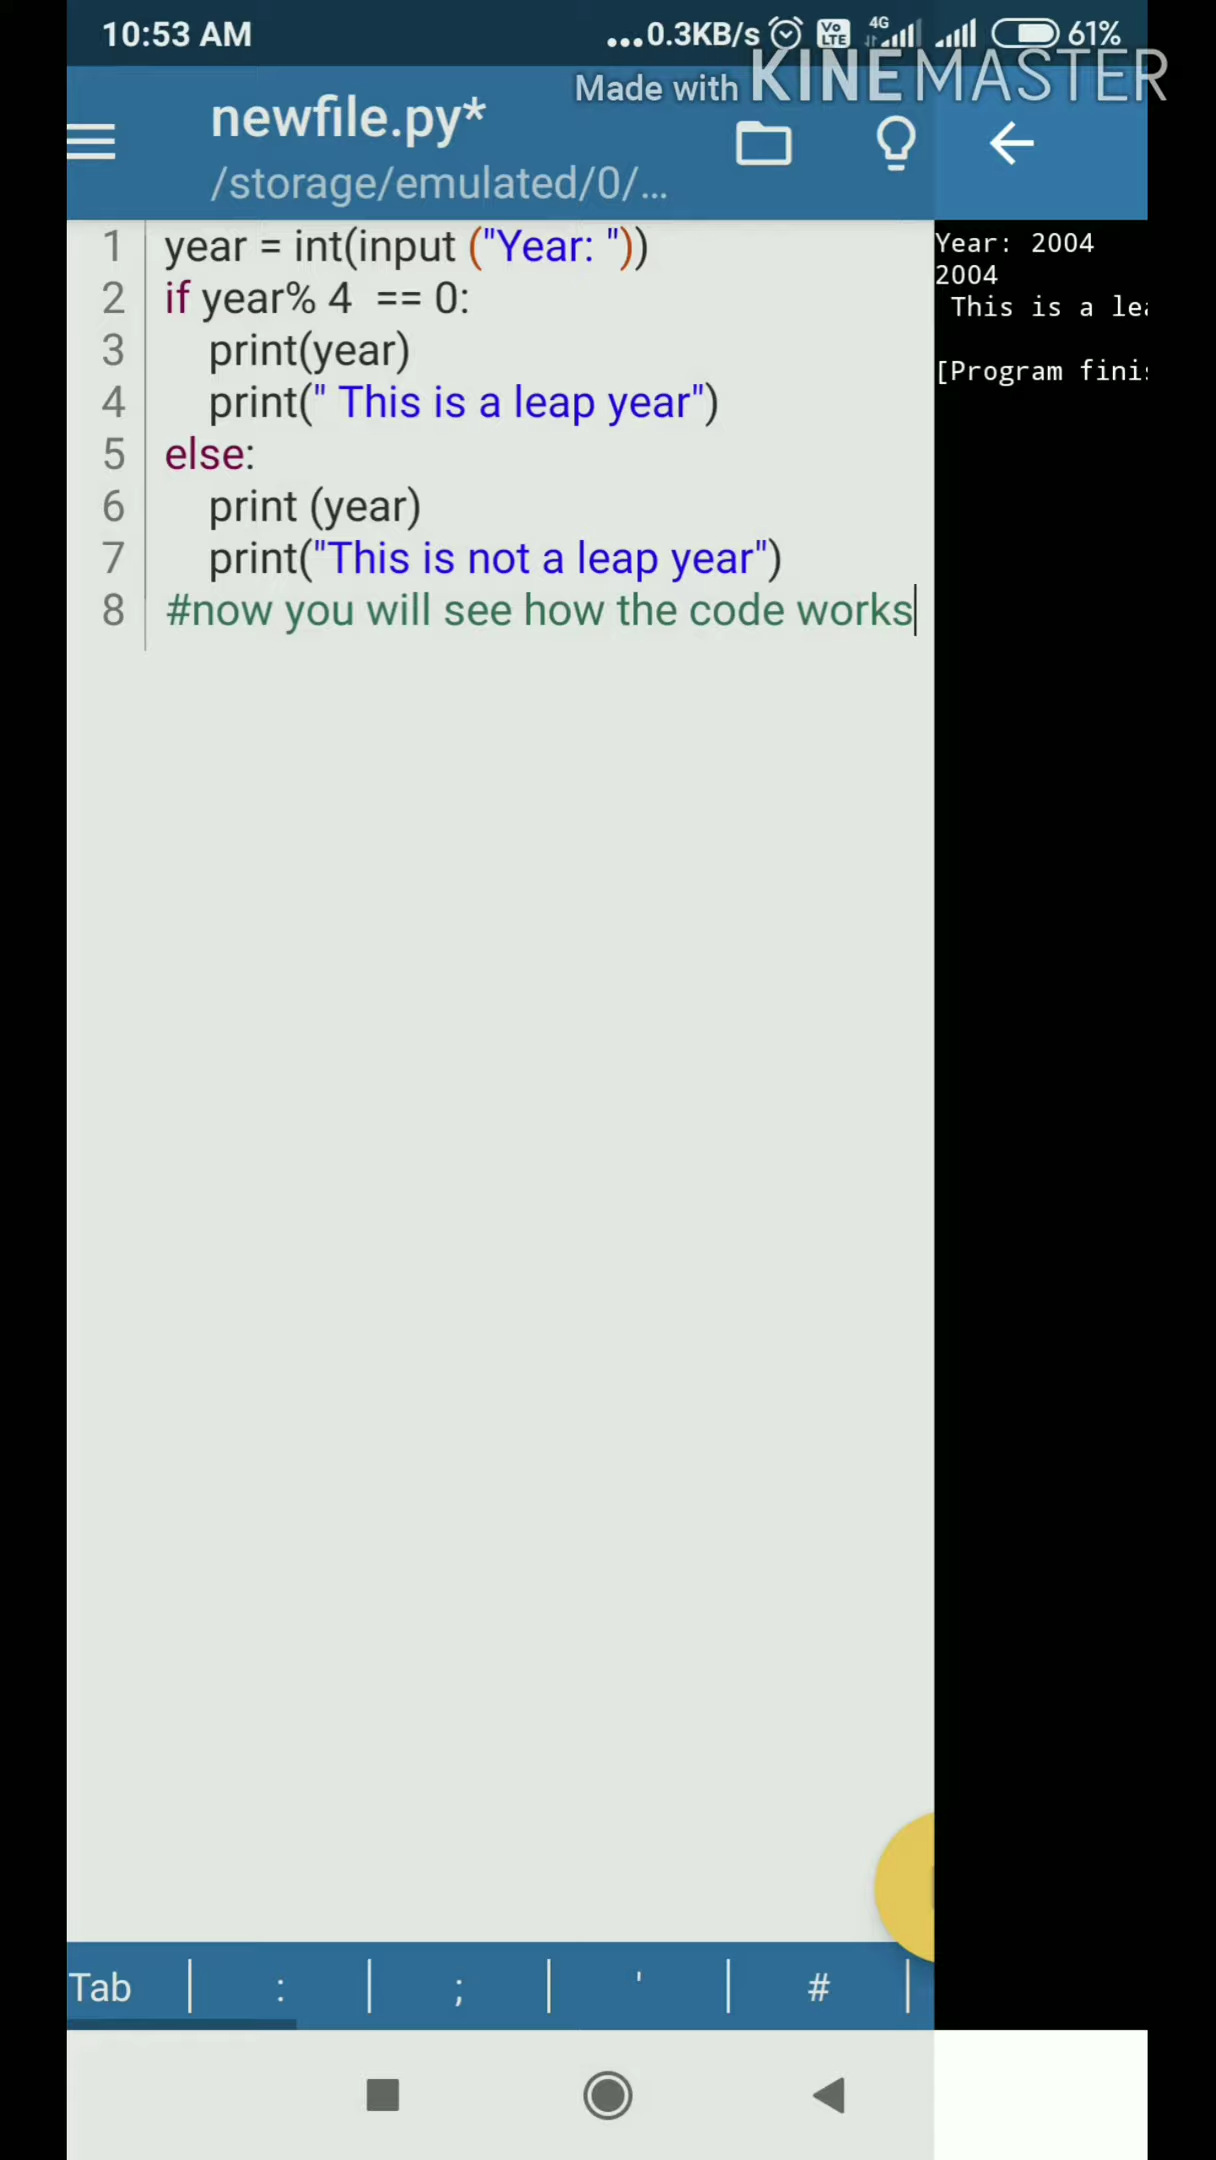 10:53 AM ...0.3KB/s Vo LTE 4G 61%
Made with KINEMASTER
newfile.py*
/storage/emulated/0/...
1 year = int(input ("Year: "))
2 if year% 4  == 0:
3 print(year)
4 print(" This is a leap year")
5 else:
6 print (year)
7 print("This is not a leap year")
8 #now you will see how the code works
Year: 2004
2004
This is a
[Program
Tab | : | ; | ' | # |